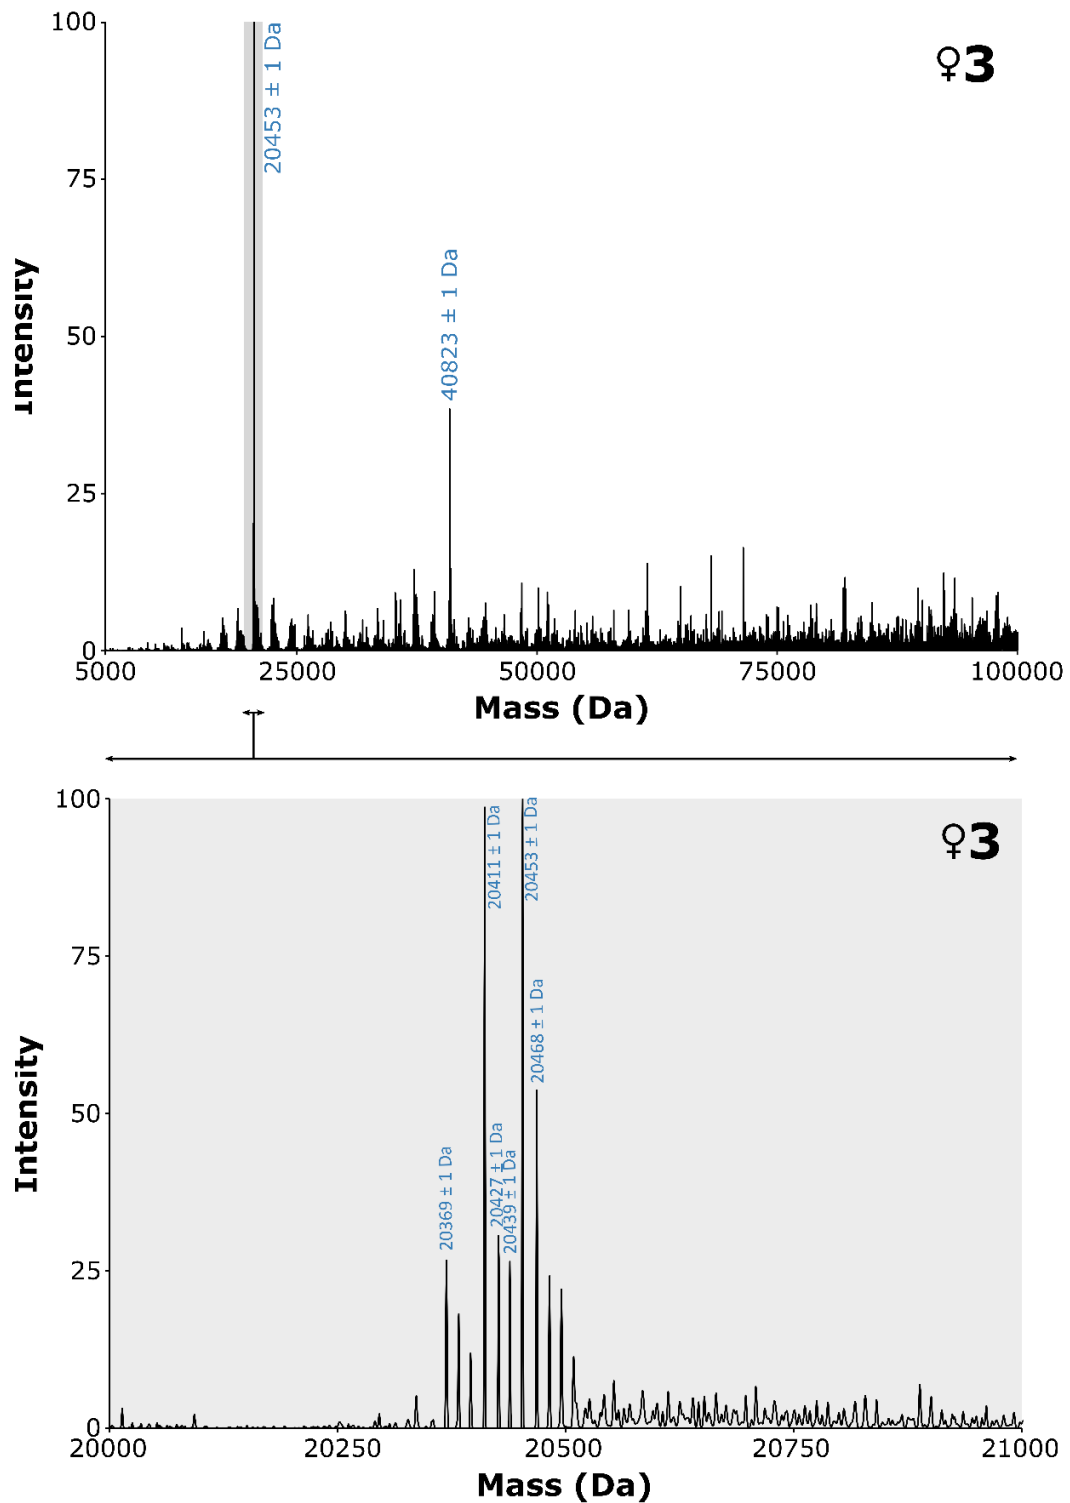 100
♀3
20453 ± 1 Da
75
Intensity
50
40823 ± 1 Da
25
0
5000
25000
50000
75000
100000
Mass (Da)
100
♀3
20411 ± 1 Da
20453 ± 1 Da
75
20468 ± 1 Da
Intensity
50
20369 ± 1 Da
20427 ± 1 Da
20439 ± 1 Da
25
0
20000
20250
20500
20750
21000
Mass (Da)